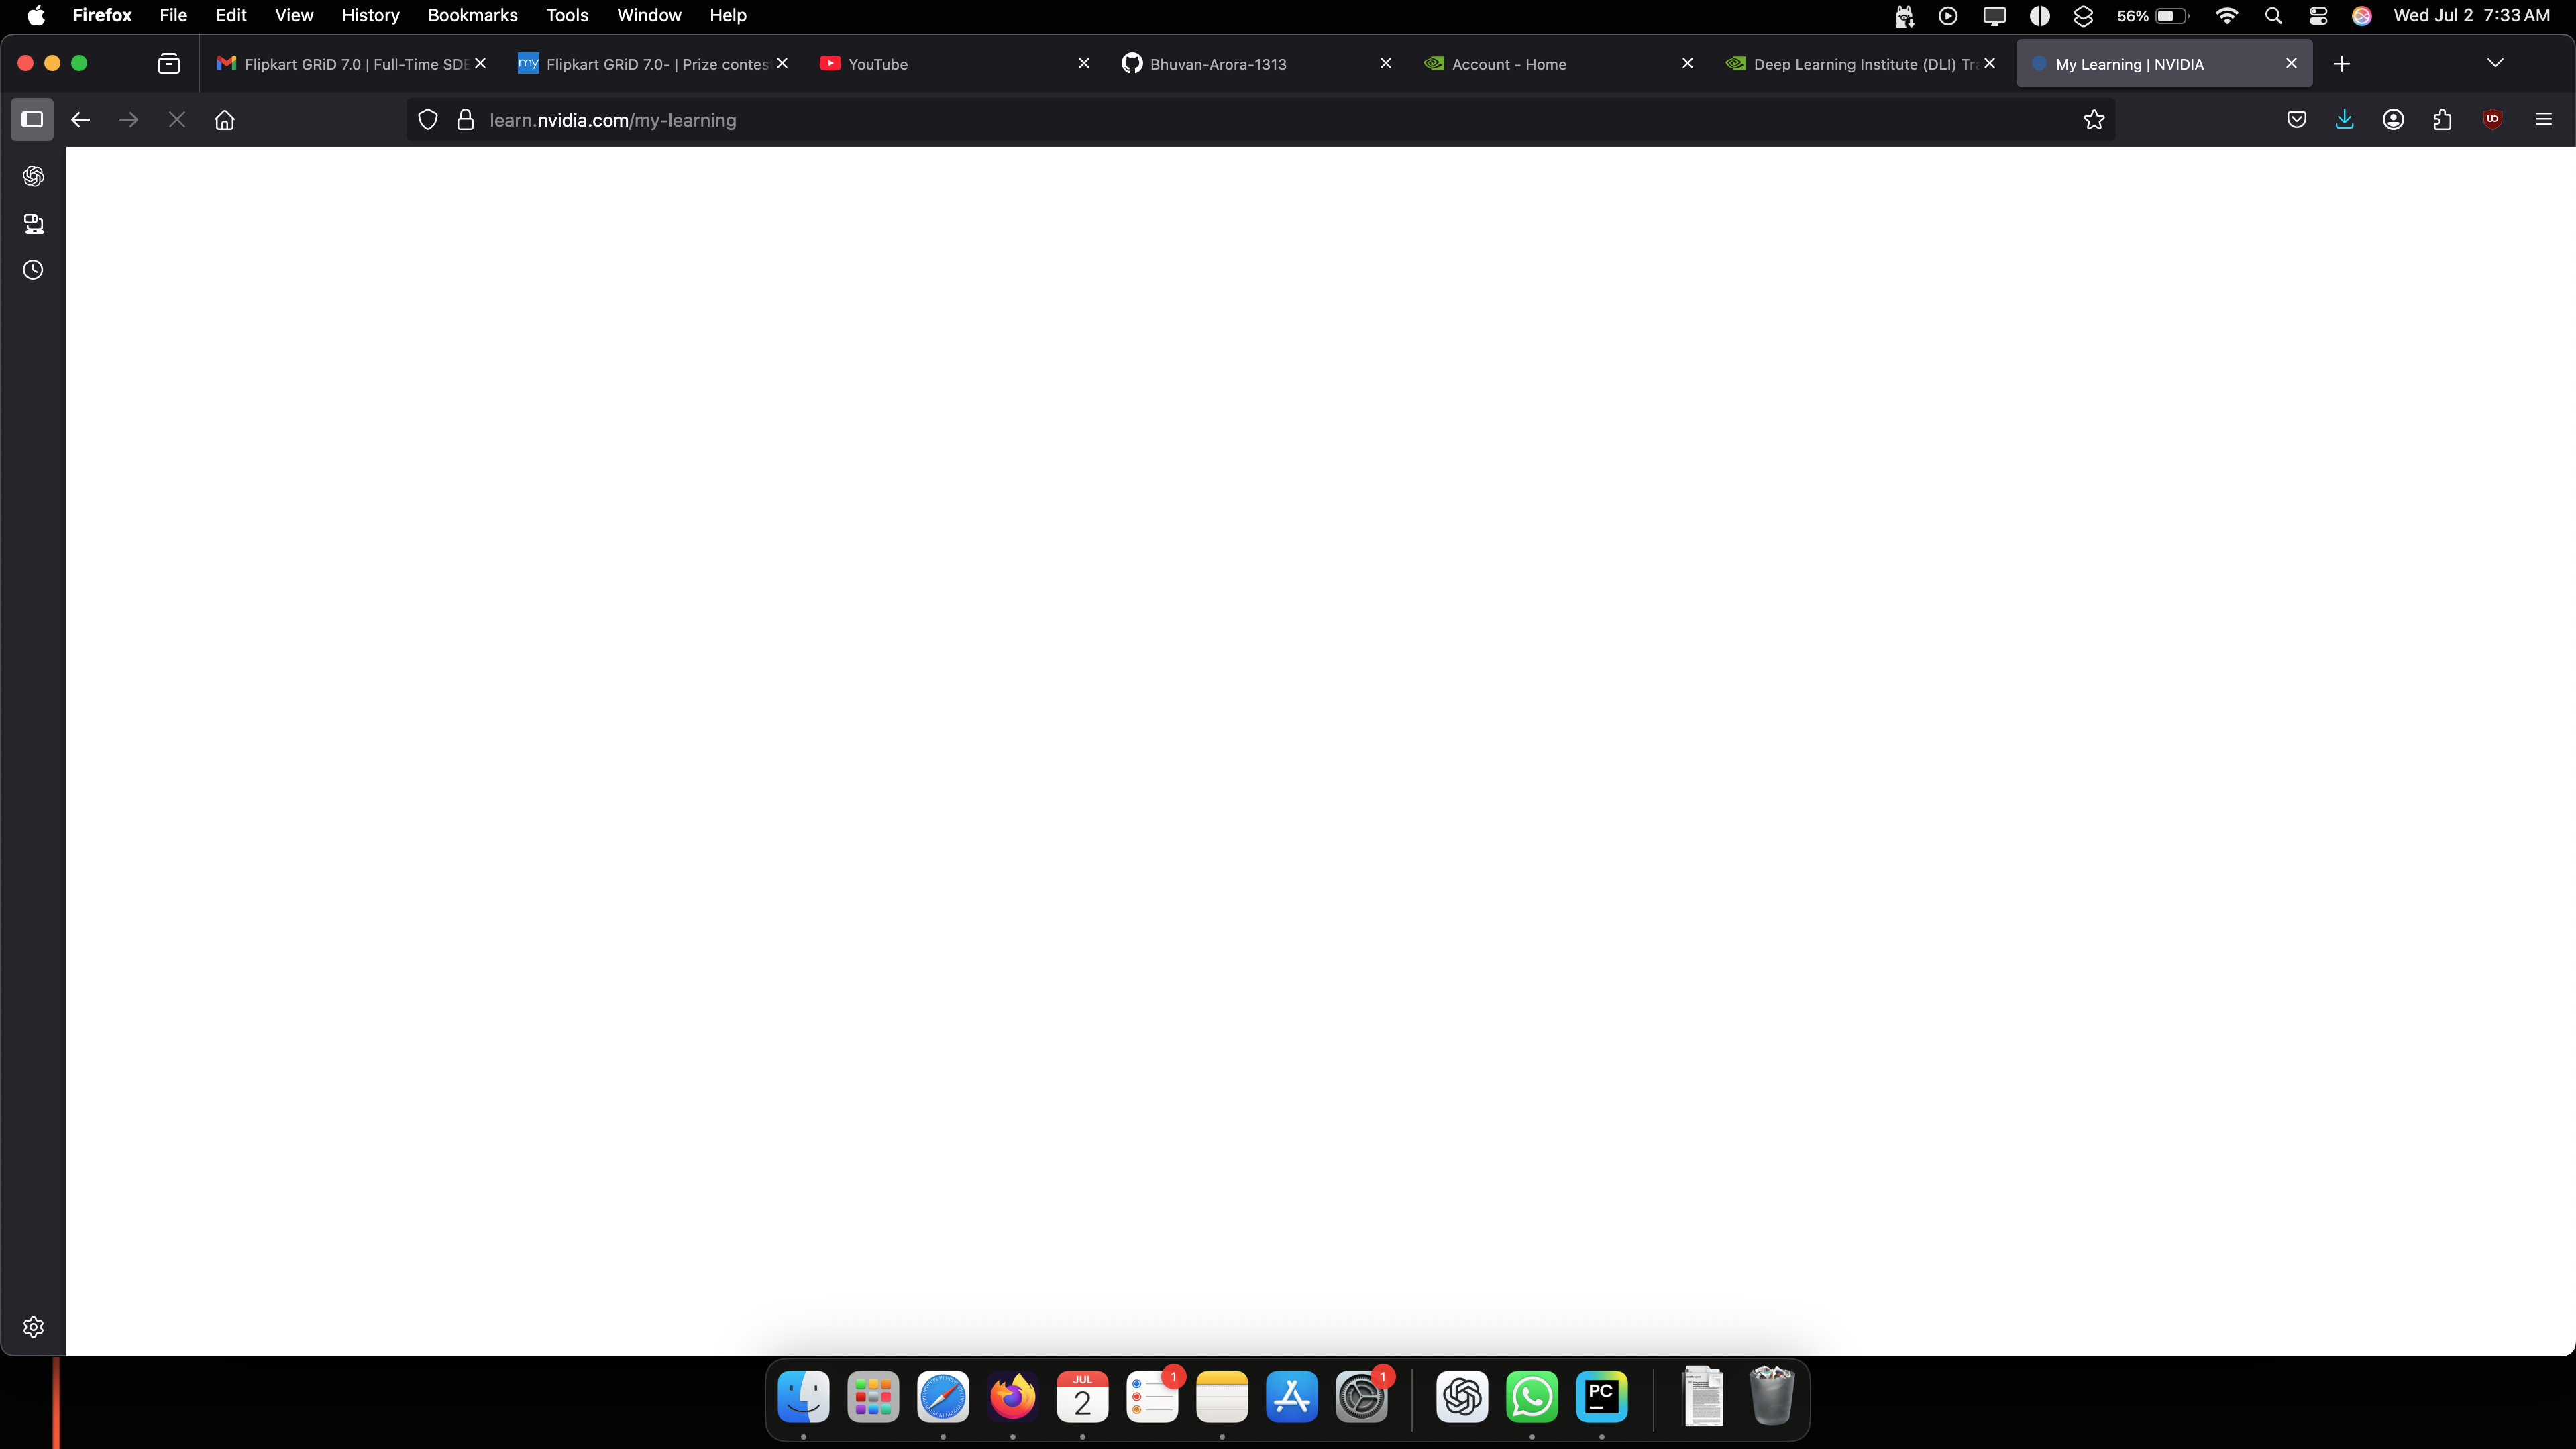 Firefox File Edit View History Bookmarks Tools Window Help 56% Wed Jul 2 7:33 AM
Flipkart GRiD 7.0 | Full-Time SDE my Flipkart GRiD 7.0- | Prize contes YouTube Bhuvan-Arora-1313 Account - Home Deep Learning Institute (DLI) Tra My Learning | NVIDIA
learn.nvidia.com/my-learning
JUL
2
1
1
PC